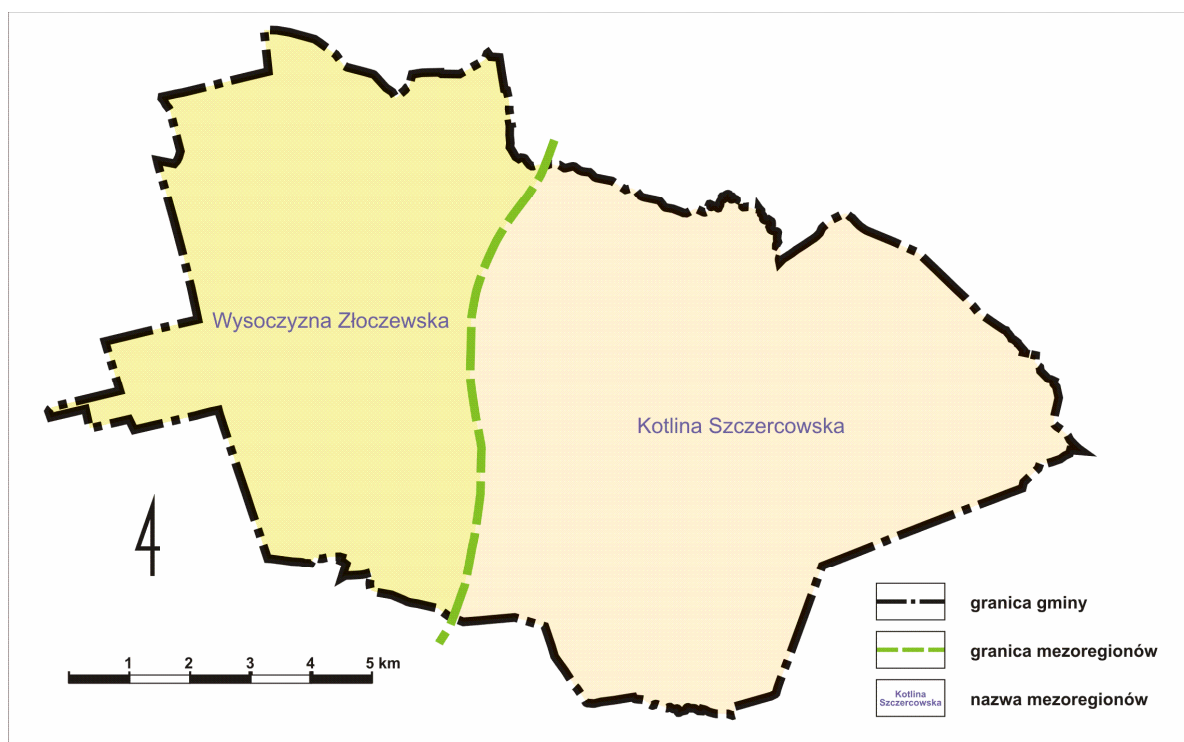 Wysoczyzna Złoczewska
Kotlina Szczercowska
1 2 3 4 5 km
granica gminy
granica mezoregionów
Kotlina
Szczercowska
nazwa mezoregionów